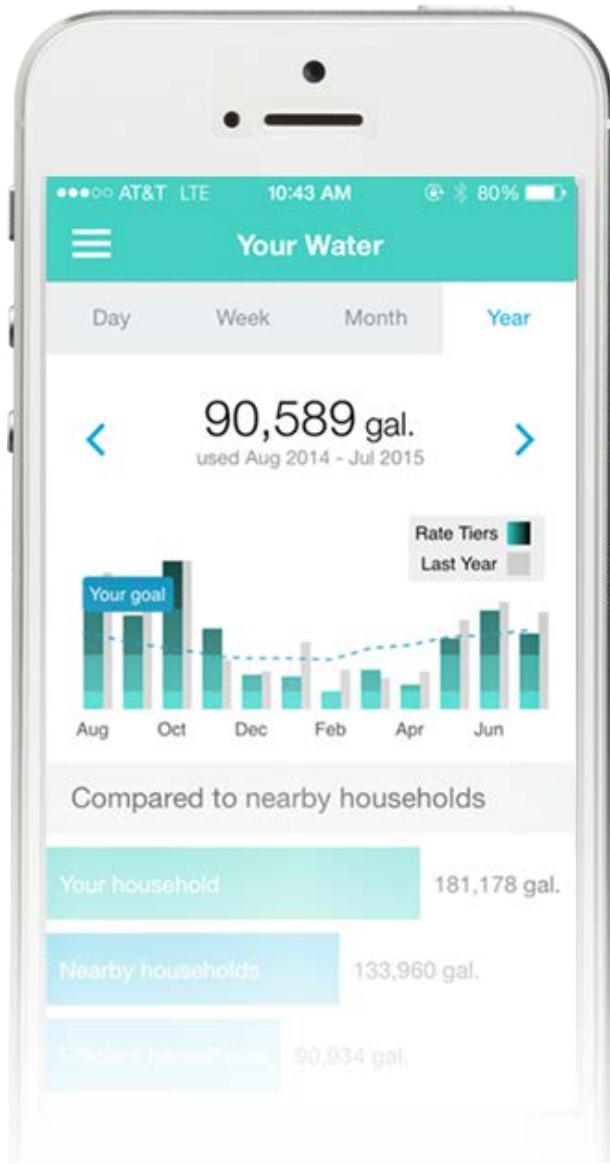 AT&T LTE 10:43 AM 80%
Your Water
Day Week Month Year
90,589 gal.
used Aug 2014 - Jul 2015
Rate Tiers
Last Year
Your goal
Aug Oct Dec Feb Apr Jun
Compared to nearby households
Your household 181,178 gal.
Nearby households 133,960 gal.
Efficient households 90,934 gal.